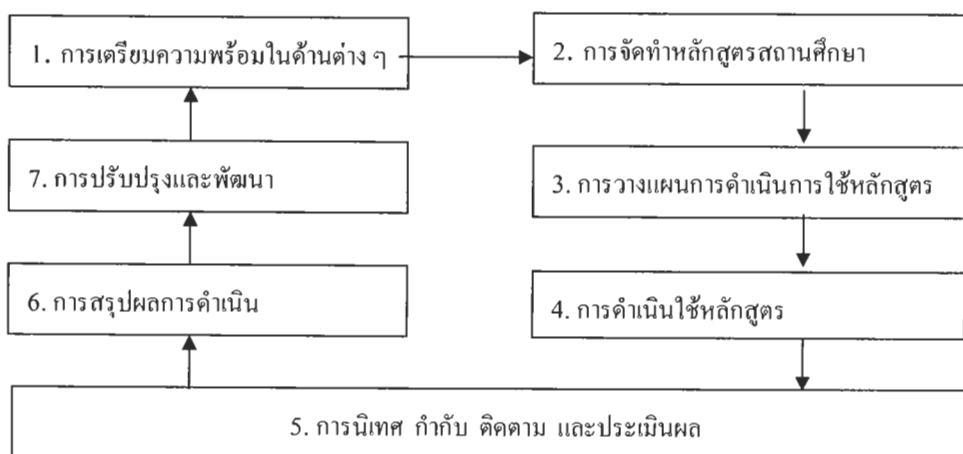 1. การเตรียมความพร้อมในด้านต่าง ๆ
2. การจัดทำหลักสูตรสถานศึกษา
3. การวางแผนการดำเนินการใช้หลักสูตร
4. การดำเนินใช้หลักสูตร
5. การนิเทศ กำกับ ติดตาม และประเมินผล
6. การสรุปผลการดำเนิน
7. การปรับปรุงและพัฒนา